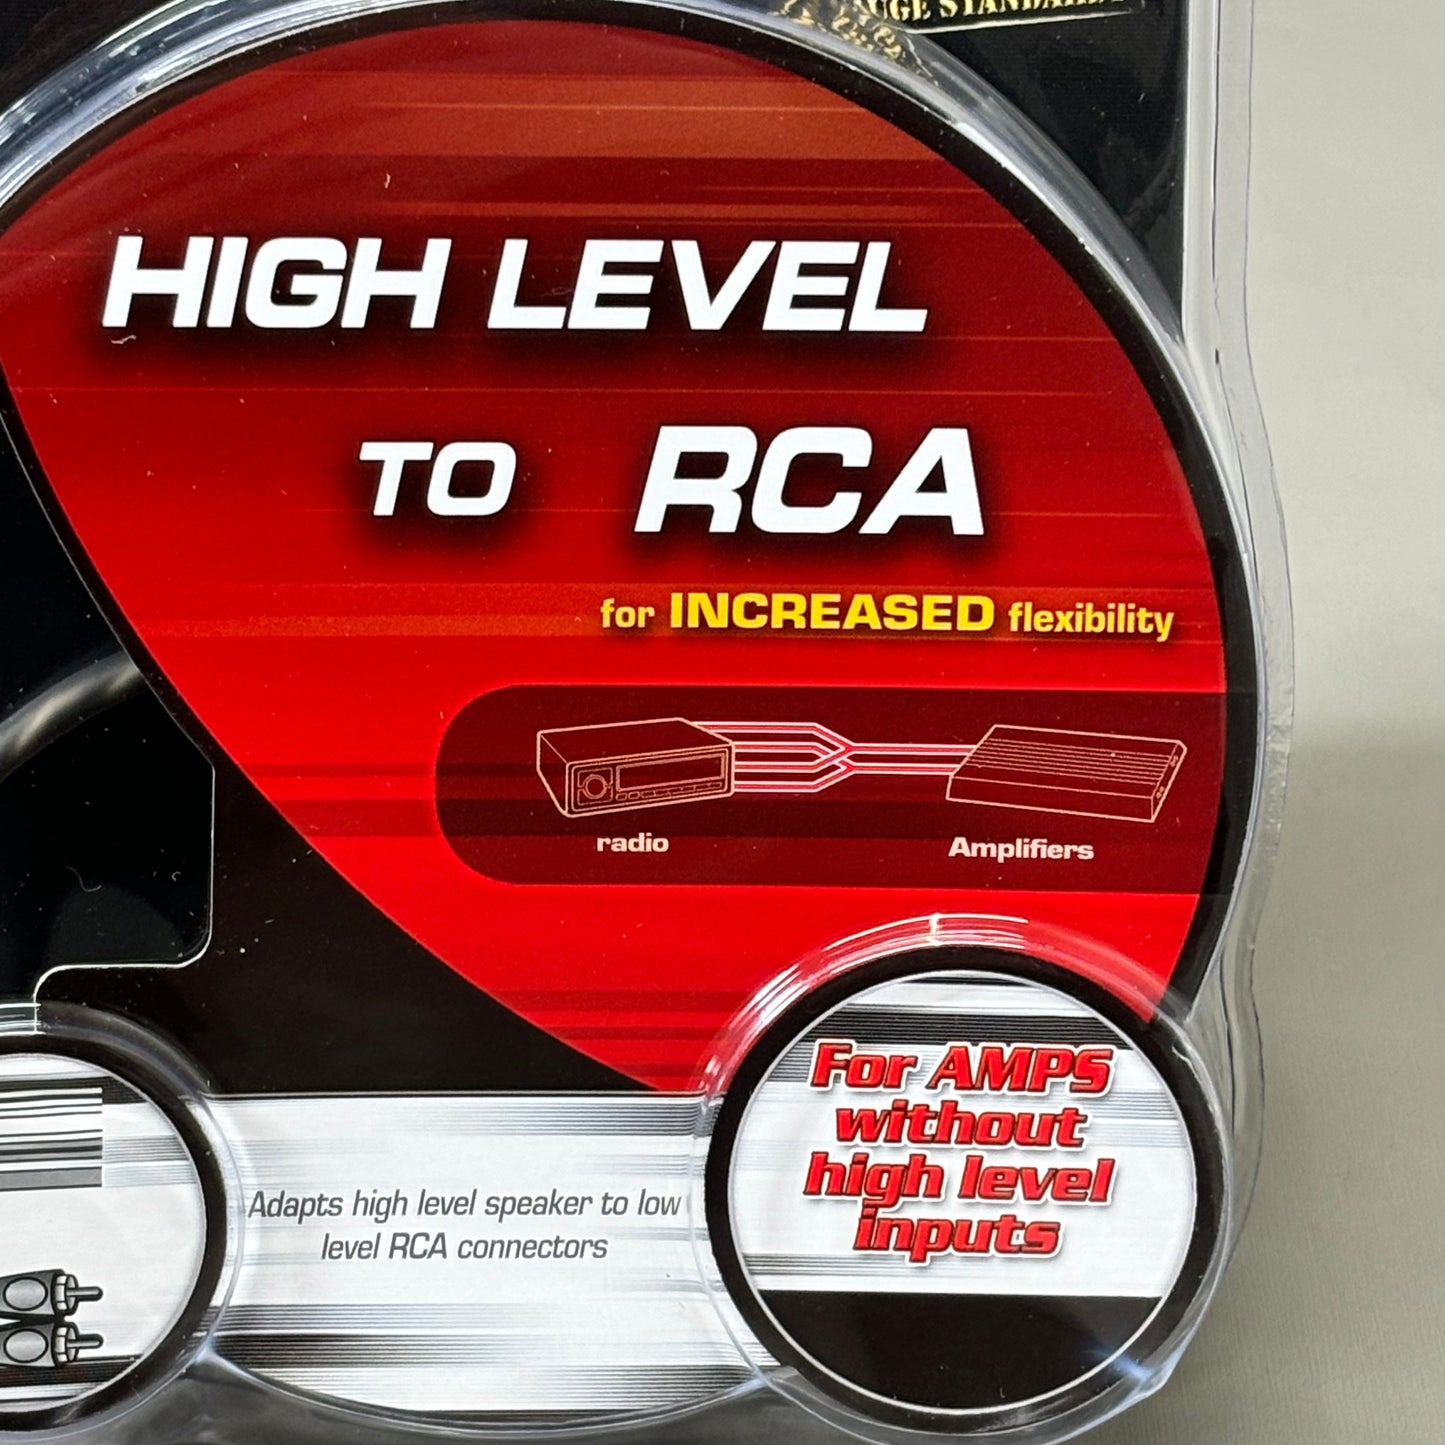 HIGH LEVEL
TO RCA
for INCREASED flexibility
radio
Amplifiers
For AMPS
without
high level
inputs
Adapts high level speaker to low
level RCA connectors